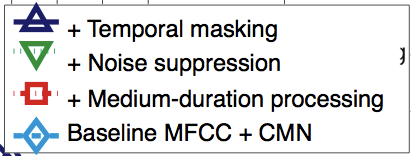 + Temporal masking
+ Noise suppression
+ Medium-duration processing
Baseline MFCC + CMN